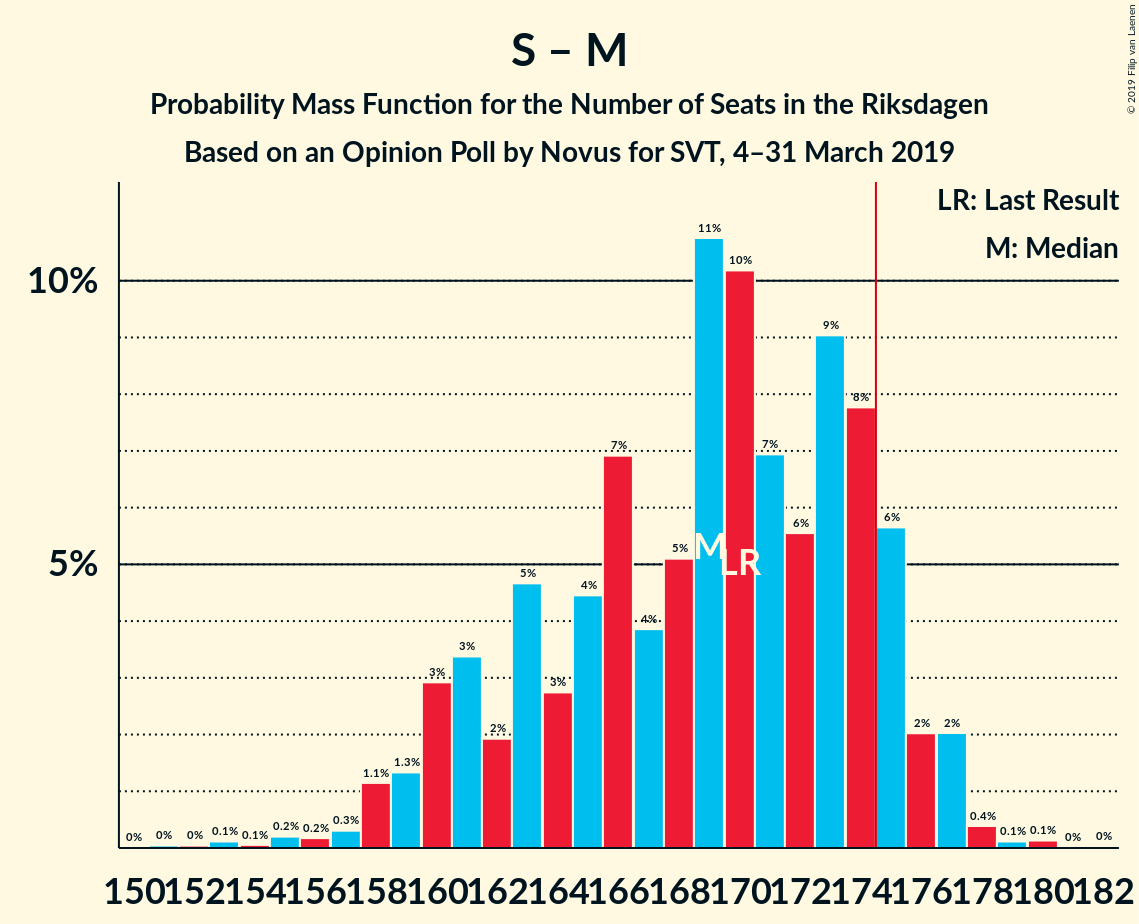 S – M
Probability Mass Function for the Number of Seats in the Riksdagen
Based on an Opinion Poll by Novus for SVT, 4–31 March 2019
© 2019 Filip van Laenen
LR: Last Result
M: Median
10%
5%
0% 0% 0% 0.1% 0.1% 0.2% 0.2% 0.3% 1.1% 1.3% 3% 3% 2% 5% 3% 4% 7% 4% 5% 11% 10% 7% 6% 9% 8% 6% 2% 2% 0.4% 0.1% 0.1% 0% 0%
M
LR
150 152 154 156 158 160 162 164 166 168 170 172 174 176 178 180 182